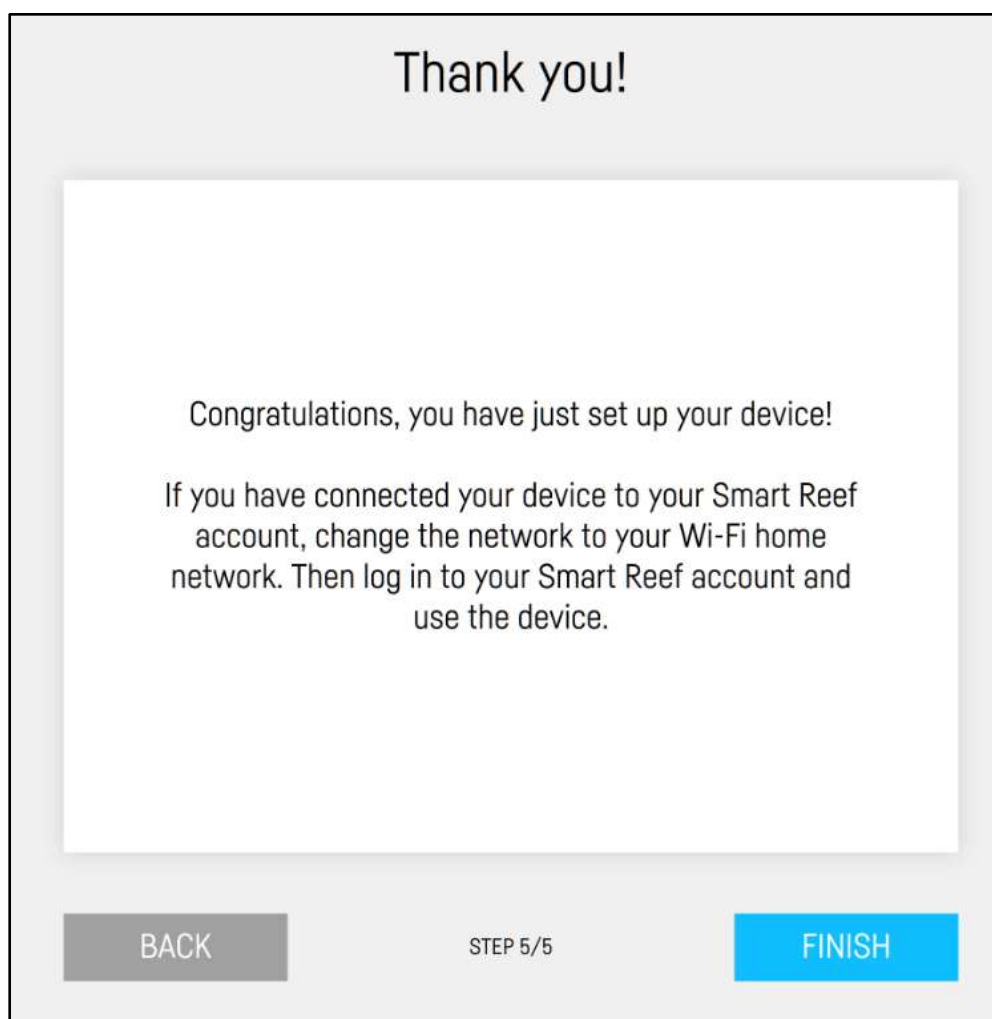 Thank you!
Congratulations, you have just set up your device!
If you have connected your device to your Smart Reef
account, change the network to your Wi-Fi home
network. Then log in to your Smart Reef account and
use the device.
BACK
STEP 5/5
FINISH